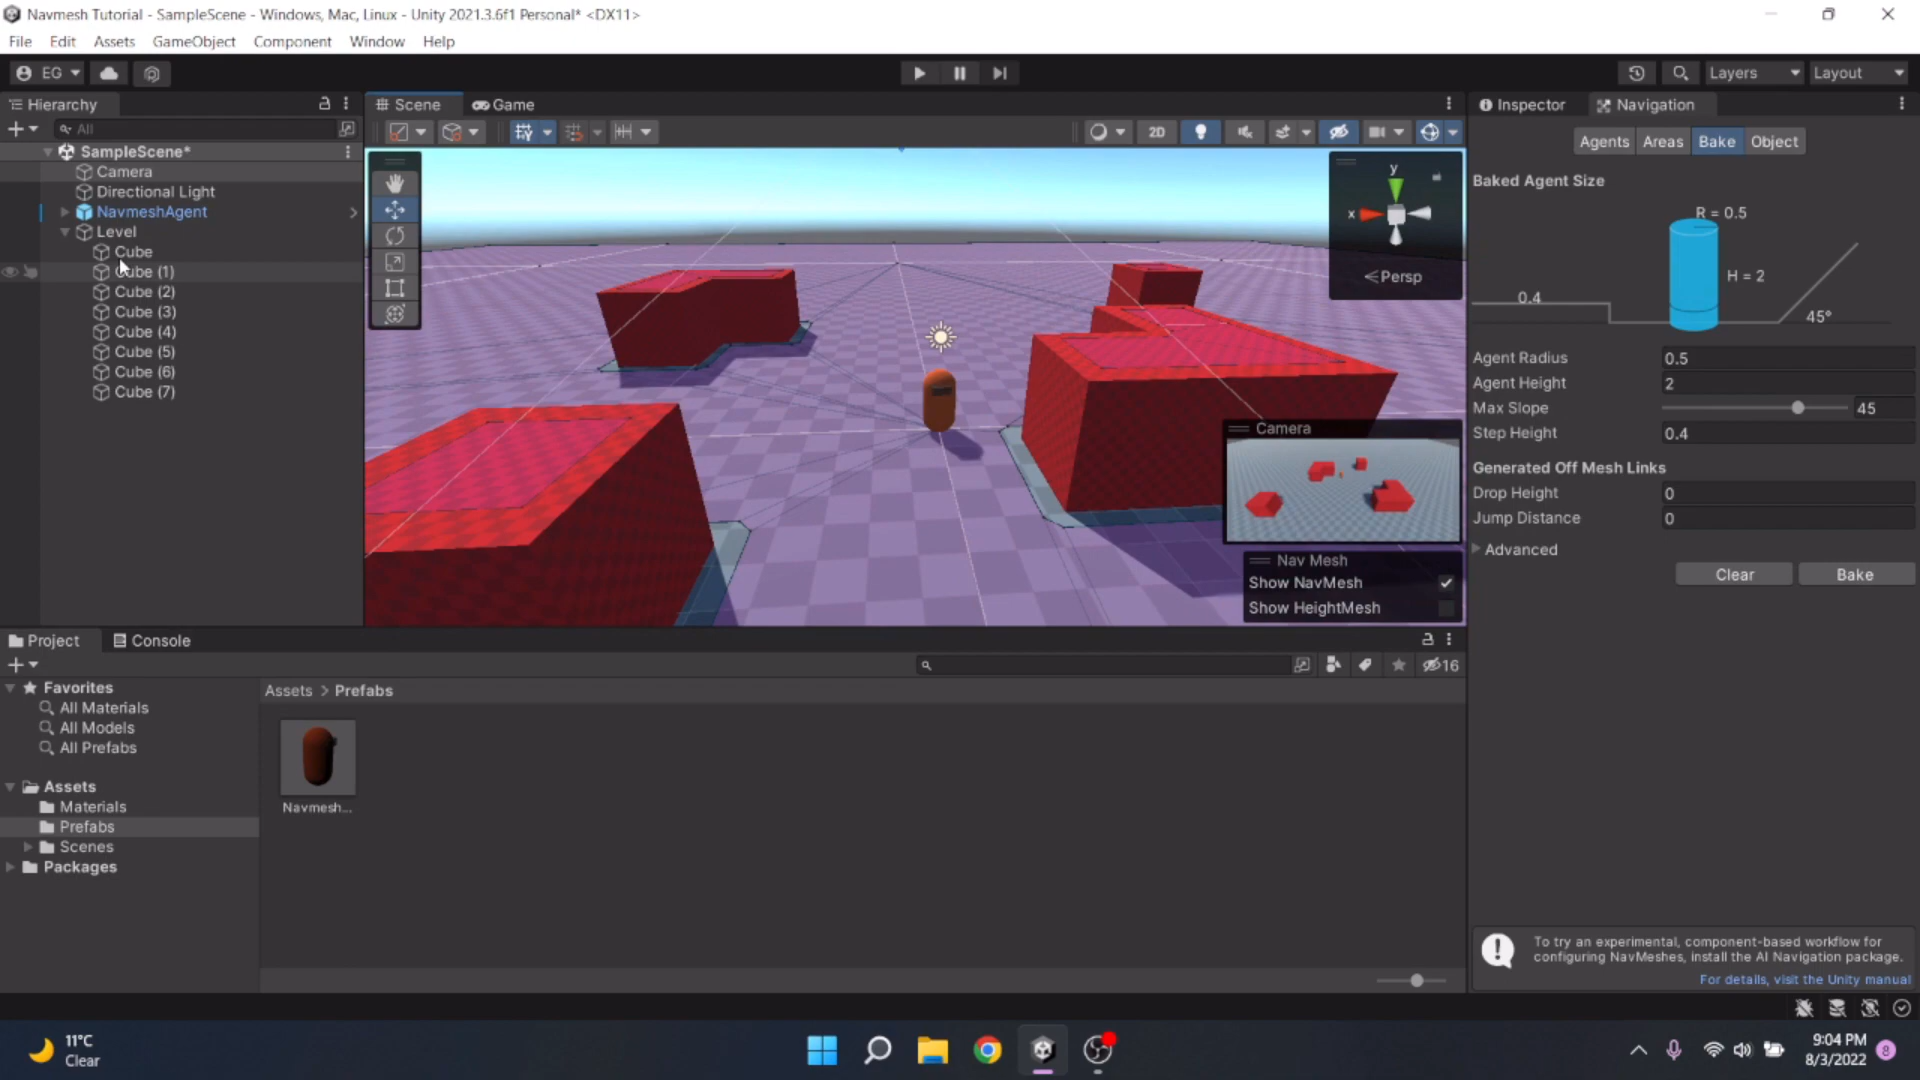 Navmesh Tutorial - SampleScene - Windows, Mac, Linux - Unity 2021.3.6f1 Personal* <DX11>
File Edit Assets GameObject Component Window Help
EG
Layers
Layout
Hierarchy
Scene
Game
Inspector
Navigation
All
2D
SampleScene*
Camera
Directional Light
NavmeshAgent
Level
Cube
Cube (1)
Cube (2)
Cube (3)
Cube (4)
Cube (5)
Cube (6)
Cube (7)
y
x
Persp
Camera
Nav Mesh
Show NavMesh
Show HeightMesh
Agents Areas Bake Object
Baked Agent Size
R = 0.5
H = 2
0.4
45°
Agent Radius 0.5
Agent Height 2
Max Slope 45
Step Height 0.4
Generated Off Mesh Links
Drop Height 0
Jump Distance 0
Advanced
Clear Bake
Project
Console
16
Favorites
All Materials
All Models
All Prefabs
Assets
Materials
Prefabs
Scenes
Packages
Assets > Prefabs
Navmesh...
To try an experimental, component-based workflow for
configuring NavMeshes, install the AI Navigation package.
For details, visit the Unity manual
11°C
Clear
9:04 PM
8/3/2022
8